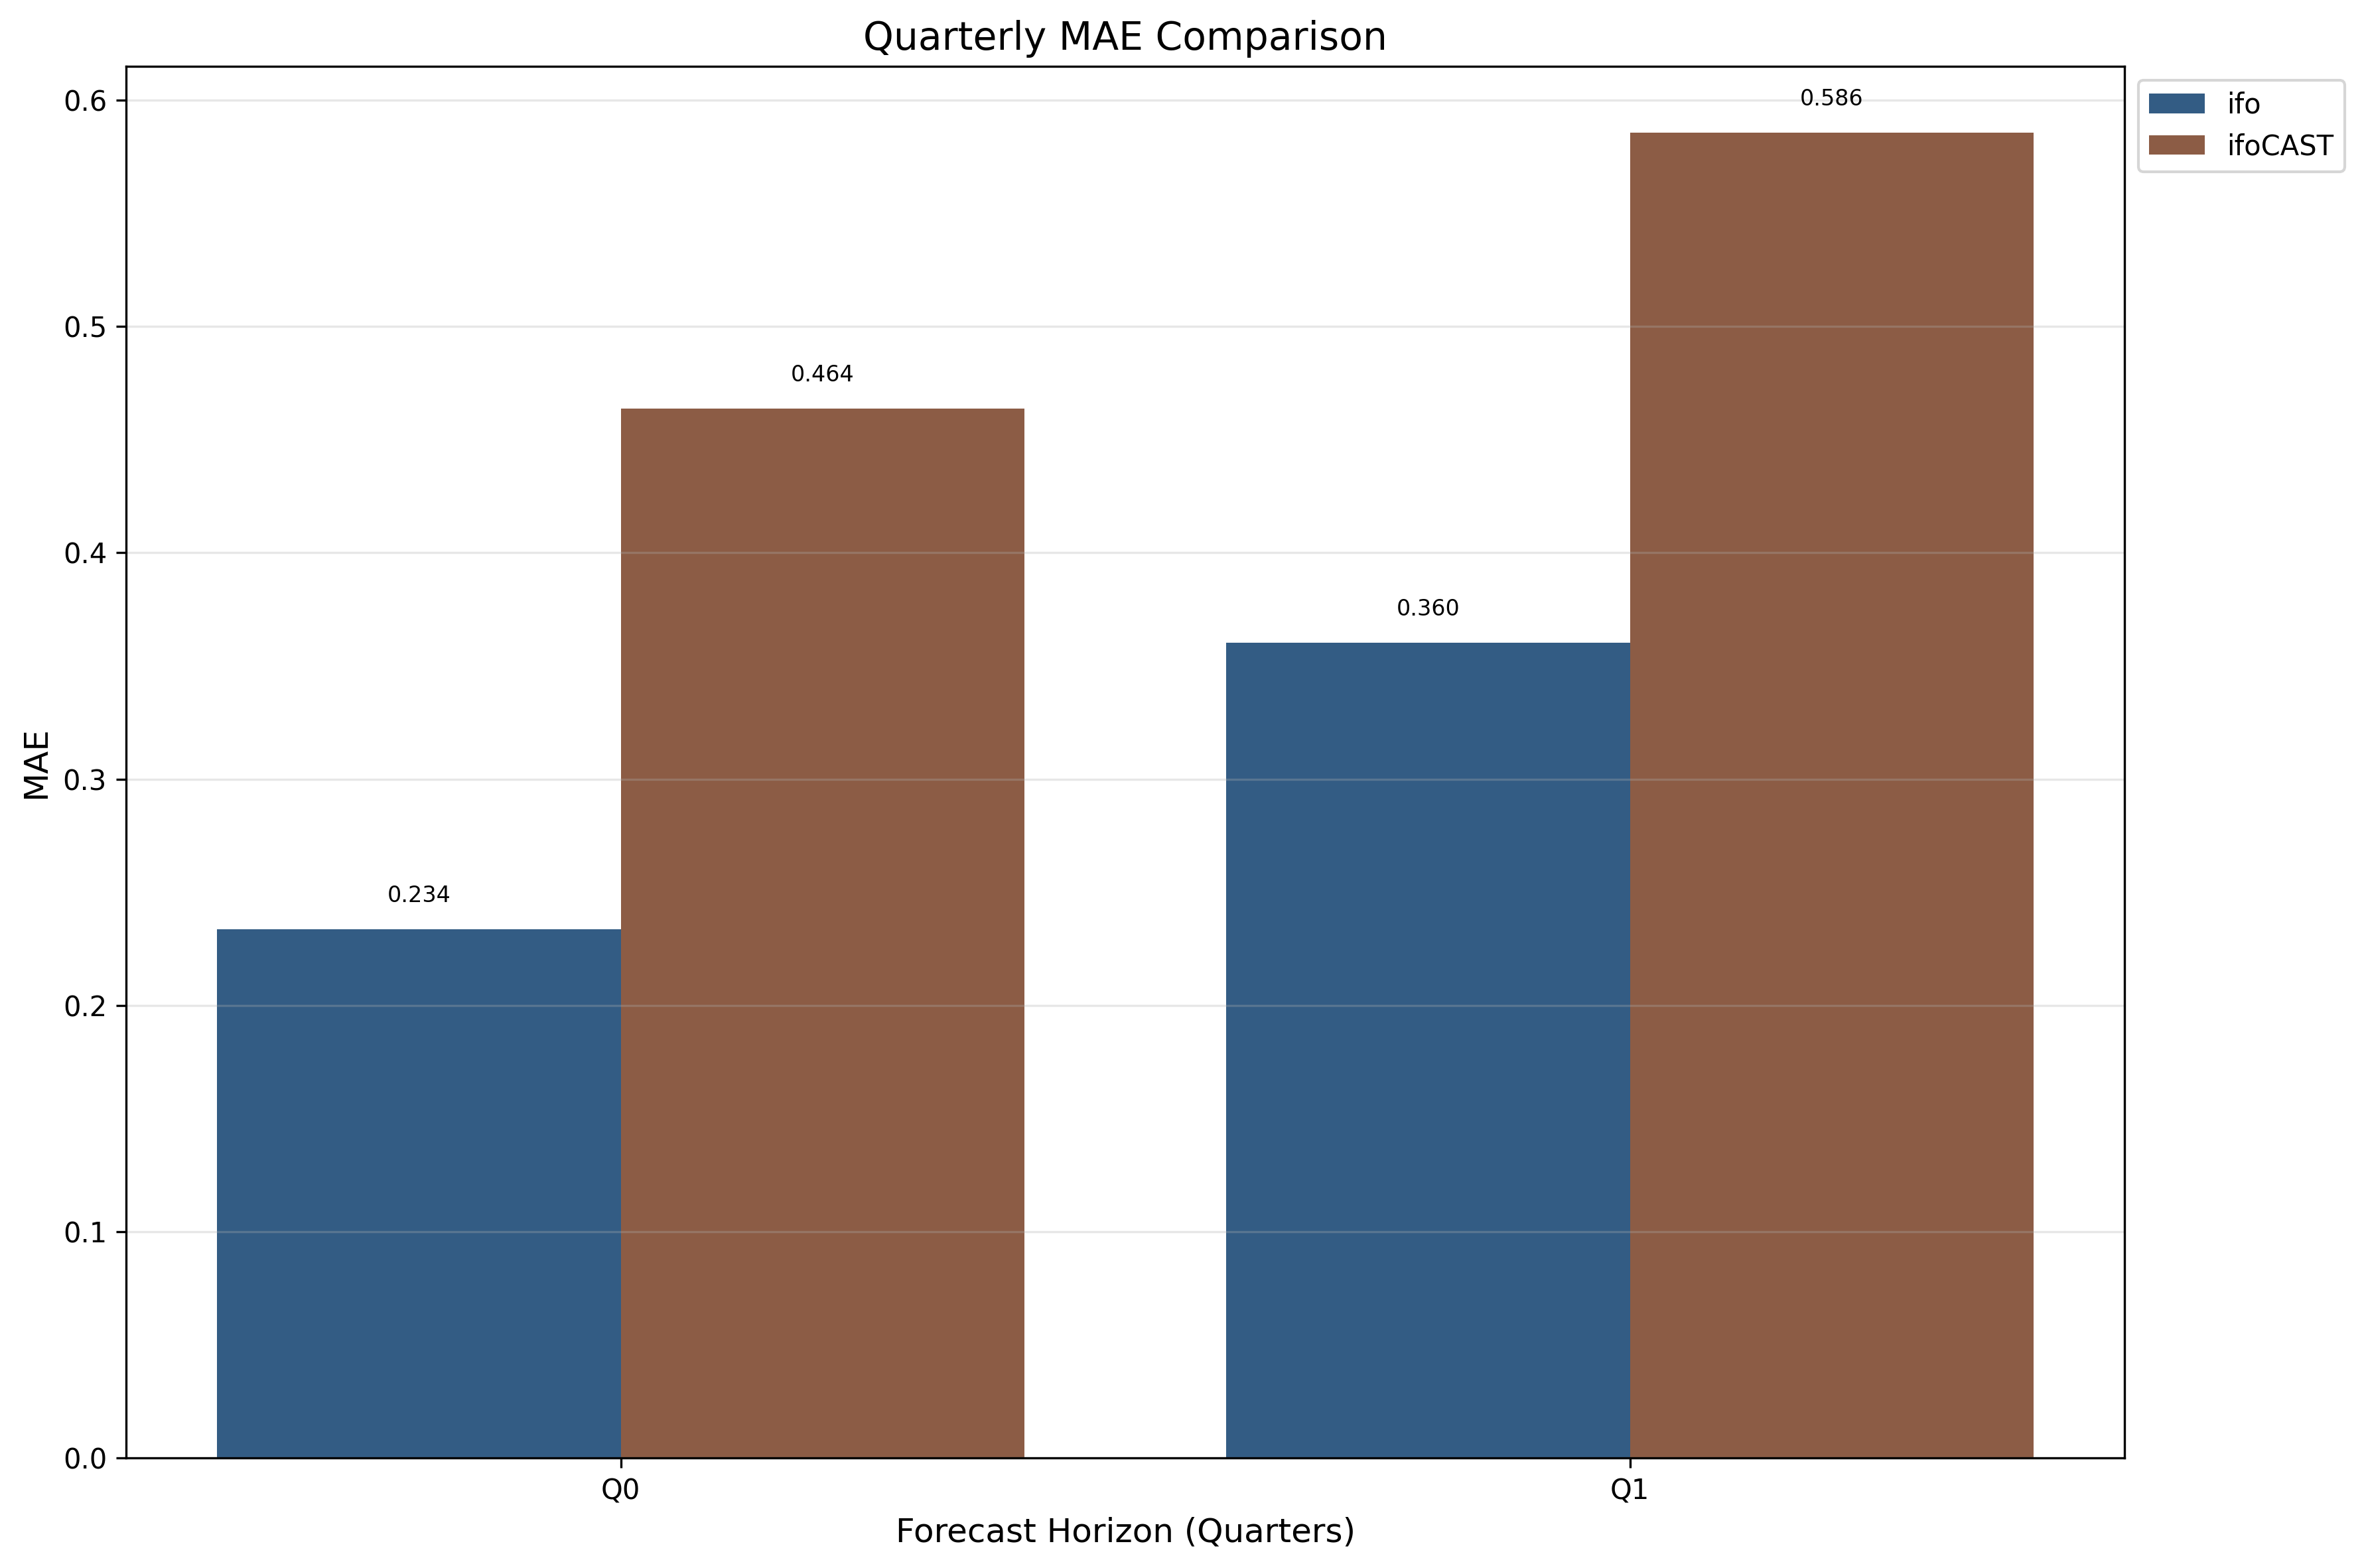 Quarterly MAE Comparison
ifo
ifoCAST
MAE
0.6
0.5
0.4
0.3
0.2
0.1
0.0
0.234
0.464
0.360
0.586
Q0
Q1
Forecast Horizon (Quarters)